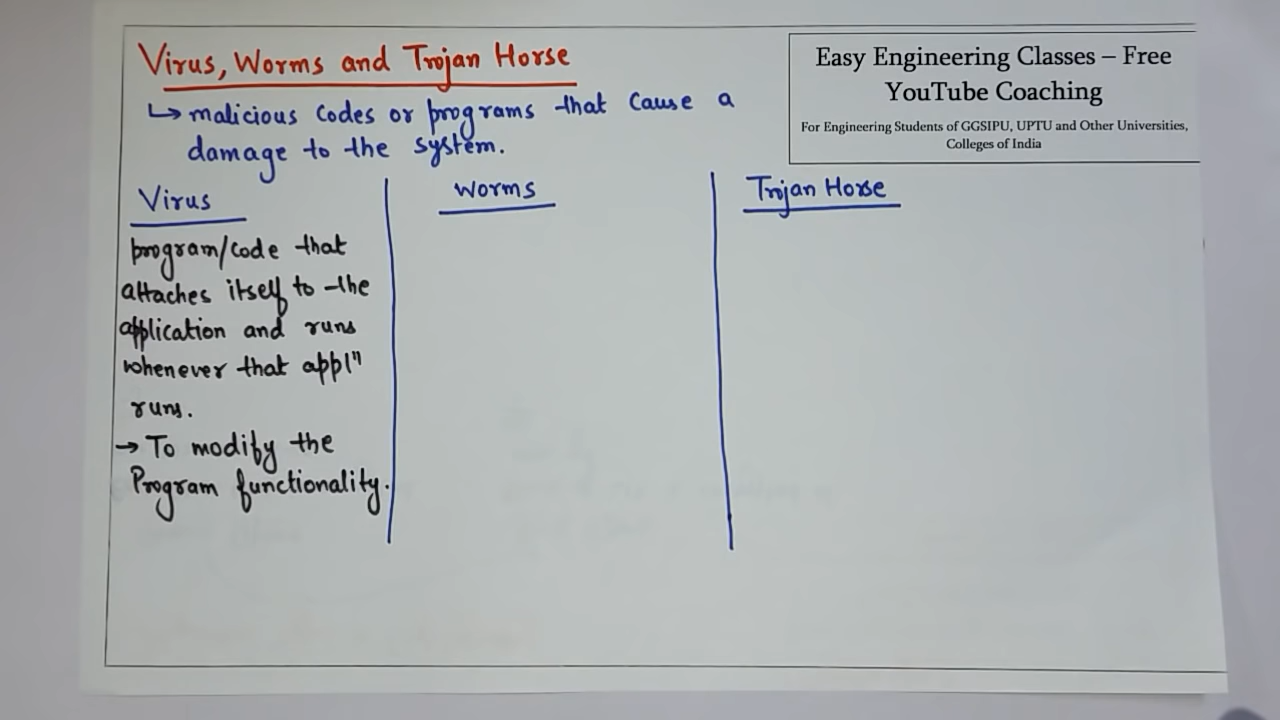 Virus, Worms and Trojan Horse
↳ malicious codes or programs that cause a
damage to the system.
Easy Engineering Classes – Free
YouTube Coaching
For Engineering Students of GGSIPU, UPTU and Other Universities,
Colleges of India
Virus
program/code that
attaches itself to the
application and runs
whenever that applⁿ
runs.
→ To modify the
Program functionality.
Worms
Trojan Horse